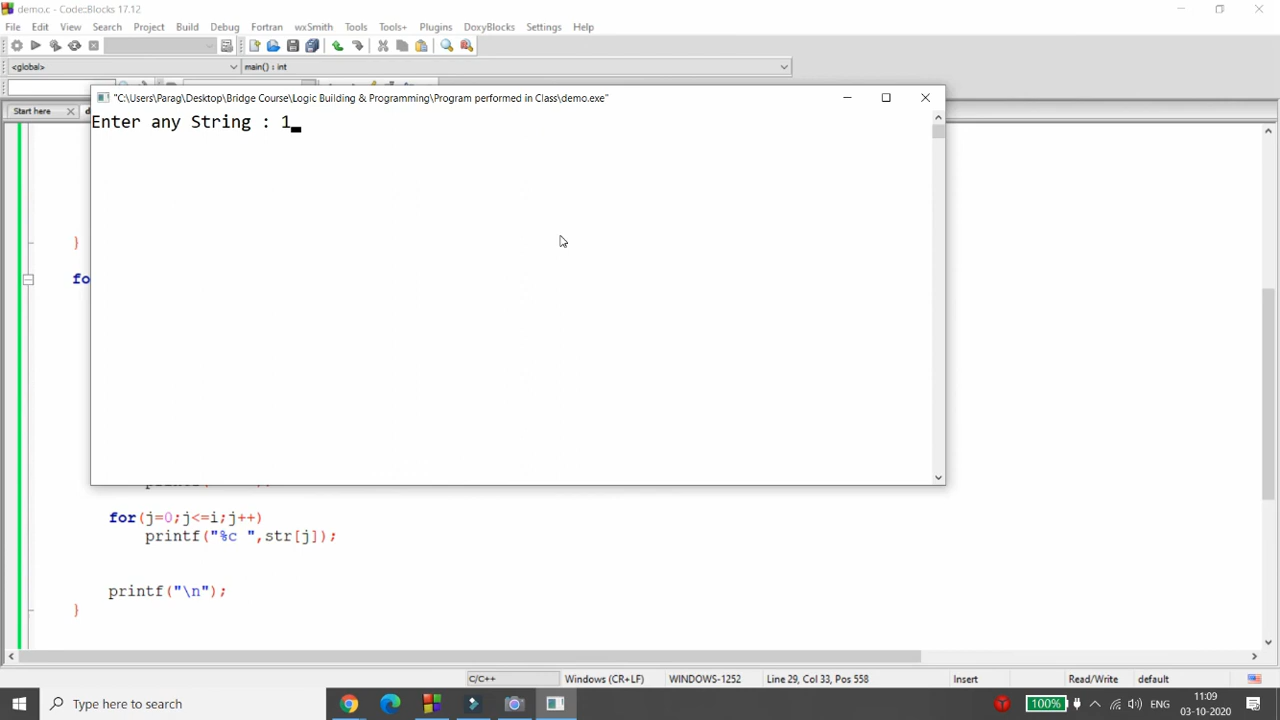 demo.c - Code::Blocks 17.12
File Edit View Search Project Build Debug Fortran wxSmith Tools Tools+ Plugins DoxyBlocks Settings Help
<global> main() : int
Start here
"C:\Users\Parag\Desktop\Bridge Course\Logic Building & Programming\Program performed in Class\demo.exe"
Enter any String : 1
}
fo
for(j=0;j<=i;j++)
printf("%c ",str[j]);
printf("\n");
}
C/C++ Windows (CR+LF) WINDOWS-1252 Line 29, Col 33, Pos 558 Insert Read/Write default
Type here to search 100% ENG 11:09
03-10-2020